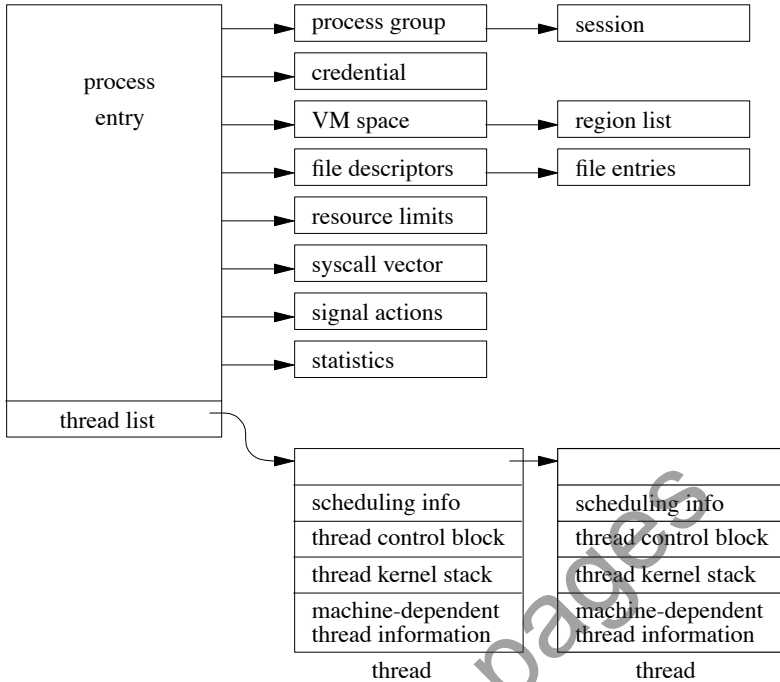 process group
session
process
entry
credential
VM space
region list
file descriptors
file entries
resource limits
syscall vector
signal actions
statistics
thread list
scheduling info
thread control block
thread kernel stack
machine-dependent
thread information
thread
scheduling info
thread control block
thread kernel stack
machine-dependent
thread information
thread
pages